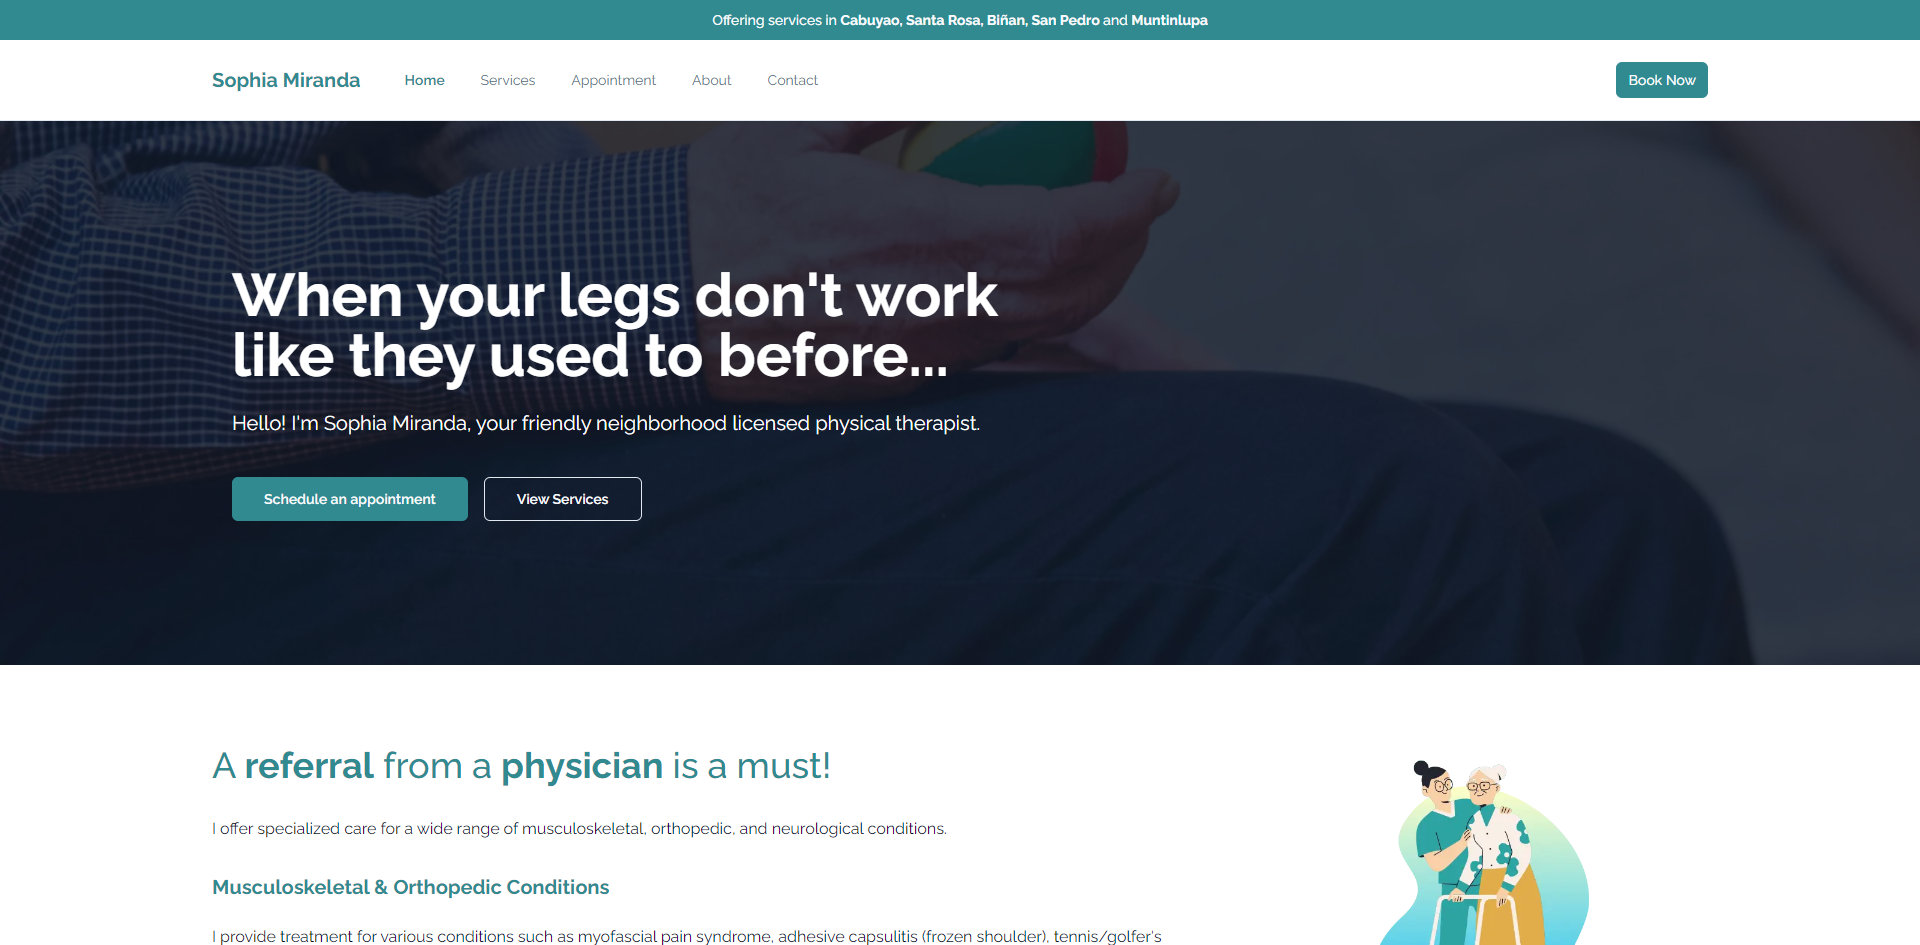 Offering services in Cabuyao, Santa Rosa, Biñan, San Pedro and Muntinlupa
Sophia Miranda Home Services Appointment About Contact Book Now
When your legs don't work
like they used to before...
Hello! I'm Sophia Miranda, your friendly neighborhood licensed physical therapist.
Schedule an appointment View Services
A referral from a physician is a must!
I offer specialized care for a wide range of musculoskeletal, orthopedic, and neurological conditions.
Musculoskeletal & Orthopedic Conditions
I provide treatment for various conditions such as myofascial pain syndrome, adhesive capsulitis (frozen shoulder), tennis/golfer's